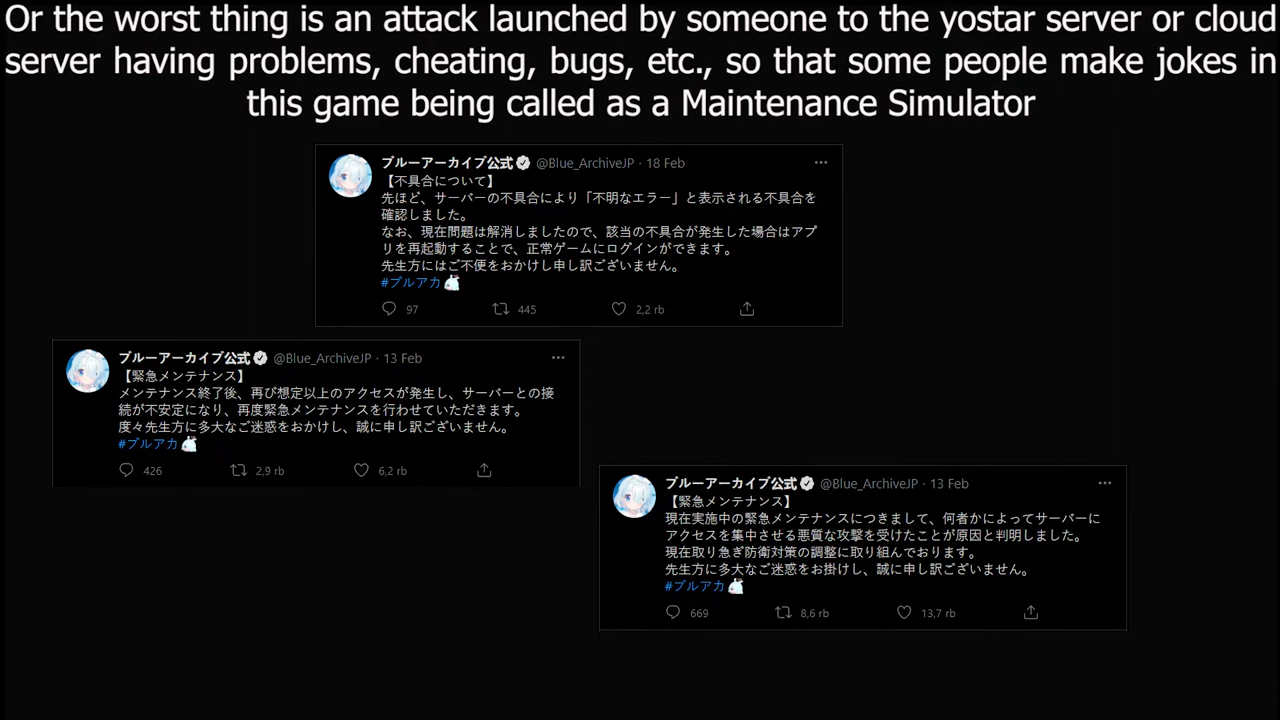 Or the worst thing is an attack launched by someone to the yostar server or cloud
server having problems, cheating, bugs, etc., so that some people make jokes in
this game being called as a Maintenance Simulator
ブルーアーカイブ公式 @Blue_ArchiveJP · 18 Feb
【不具合について】
先ほど、サーバーの不具合により「不明なエラー」と表示される不具合を
確認しました。
なお、現在問題は解消しましたので、該当の不具合が発生した場合はアプ
リを再起動することで、正常ゲームにログインができます。
先生方にはご不便をおかけし申し訳ございません。
#ブルアカ
97 445 2,2 rb
ブルーアーカイブ公式 @Blue_ArchiveJP · 13 Feb
【緊急メンテナンス】
メンテナンス終了後、再び想定以上のアクセスが発生し、サーバーとの接
続が不安定になり、再度緊急メンテナンスを行わせていただきます。
度々先生方に多大なご迷惑をおかけし、誠に申し訳ございません。
#ブルアカ
426 2,9 rb 6,2 rb
ブルーアーカイブ公式 @Blue_ArchiveJP · 13 Feb
【緊急メンテナンス】
現在実施中の緊急メンテナンスにつきまして、何者かによってサーバーに
アクセスを集中させる悪質な攻撃を受けたことが原因と判明しました。
現在取り急ぎ防衛対策の調整に取り組んでおります。
先生方に多大なご迷惑をお掛けし、誠に申し訳ございません。
#ブルアカ
669 8,6 rb 13,7 rb